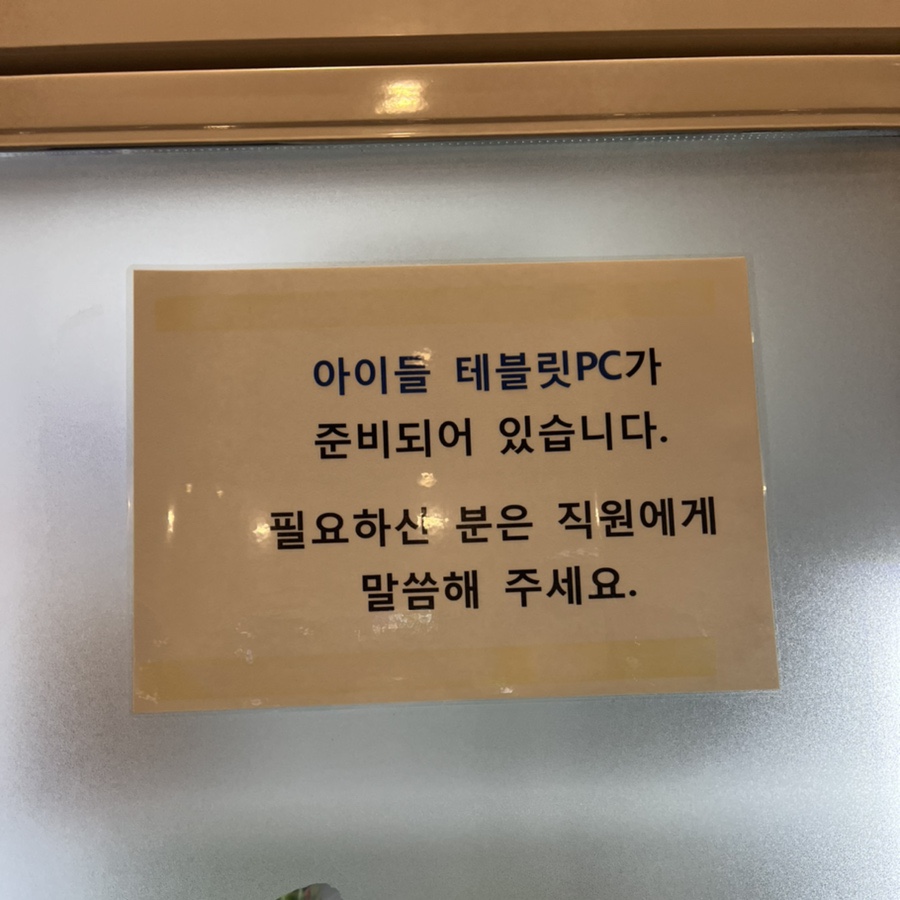 아이들 테블릿PC가
준비되어 있습니다.
필요하신 분은 직원에게
말씀해 주세요.